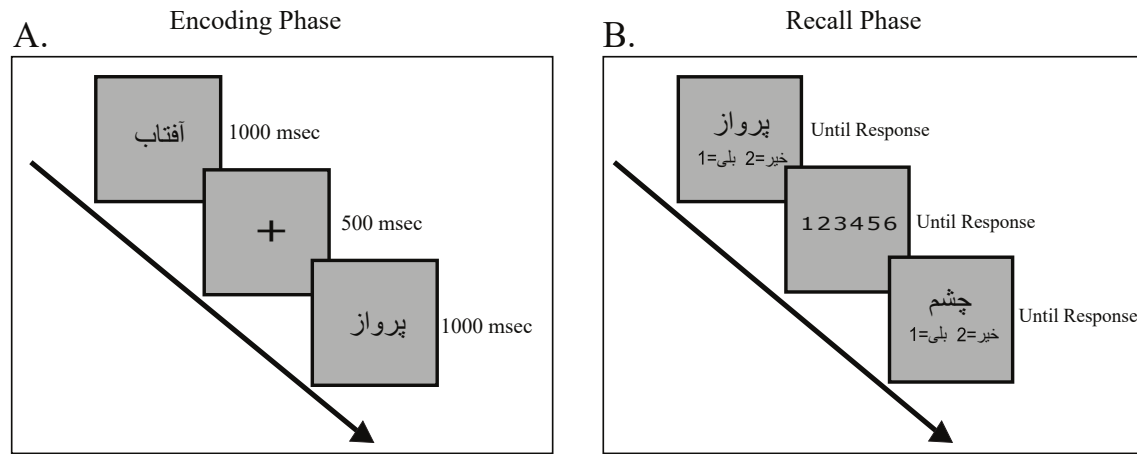 Encoding Phase
A.
آفتاب
1000 msec
+
500 msec
پرواز
1000 msec
Recall Phase
B.
پرواز
1=بلی 2=خیر
Until Response
123456
Until Response
چشم
1=بلی 2=خیر
Until Response